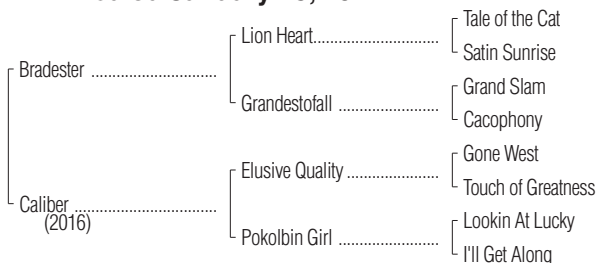 Tale of the Cat
Lion Heart
Satin Sunrise
Bradester
Grand Slam
Grandestofall
Cacophony
Gone West
Elusive Quality
Touch of Greatness
Caliber
(2016)
Lookin At Lucky
Pokolbin Girl
I'll Get Along